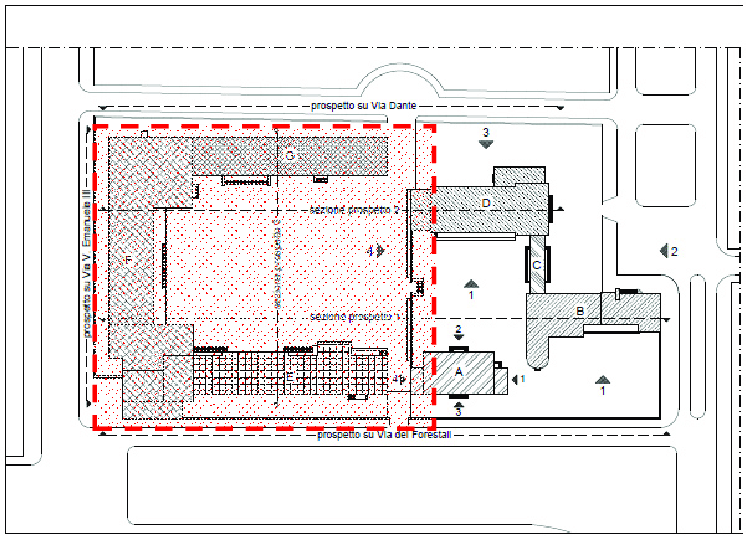 prospetto su Via Dante
3
G
prospetto su Via V. Emanuele III
D
sezione prospetto 2
4
2
F
C
1
B
sezione prospetto 1
2
E
A
4
1
1
3
prospetto su Via dei Forestali